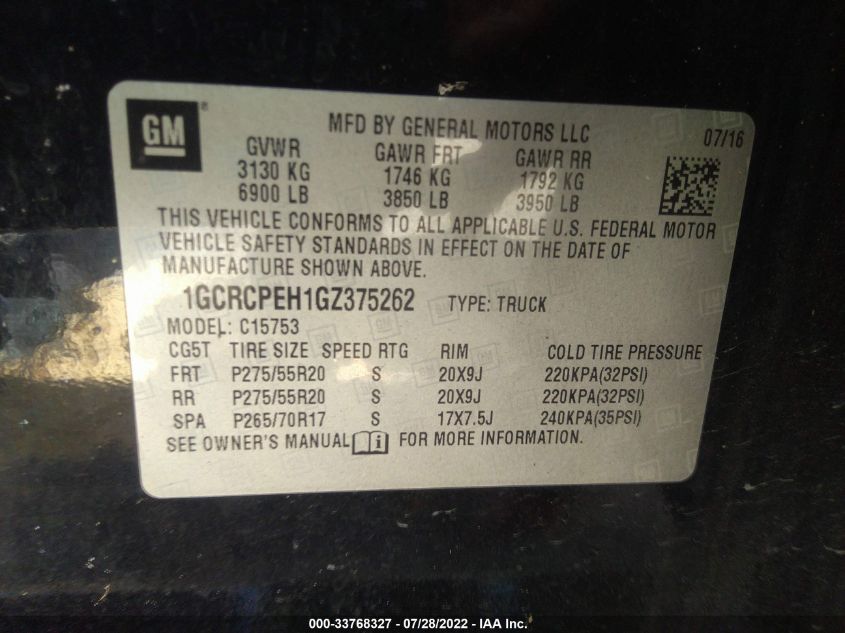 GM ®
MFD BY GENERAL MOTORS LLC 07/16
GVWR GAWR FRT GAWR RR
3130 KG 1746 KG 1792 KG
6900 LB 3850 LB 3950 LB
THIS VEHICLE CONFORMS TO ALL APPLICABLE U.S. FEDERAL MOTOR
VEHICLE SAFETY STANDARDS IN EFFECT ON THE DATE OF
MANUFACTURE SHOWN ABOVE.
1GCRCPEH1GZ375262 TYPE: TRUCK
MODEL: C15753
CG5T TIRE SIZE SPEED RTG RIM COLD TIRE PRESSURE
FRT P275/55R20 S 20X9J 220KPA(32PSI)
RR P275/55R20 S 20X9J 220KPA(32PSI)
SPA P265/70R17 S 17X7.5J 240KPA(35PSI)
SEE OWNER'S MANUAL i FOR MORE INFORMATION.
000-33768327 - 07/28/2022 - IAA Inc.